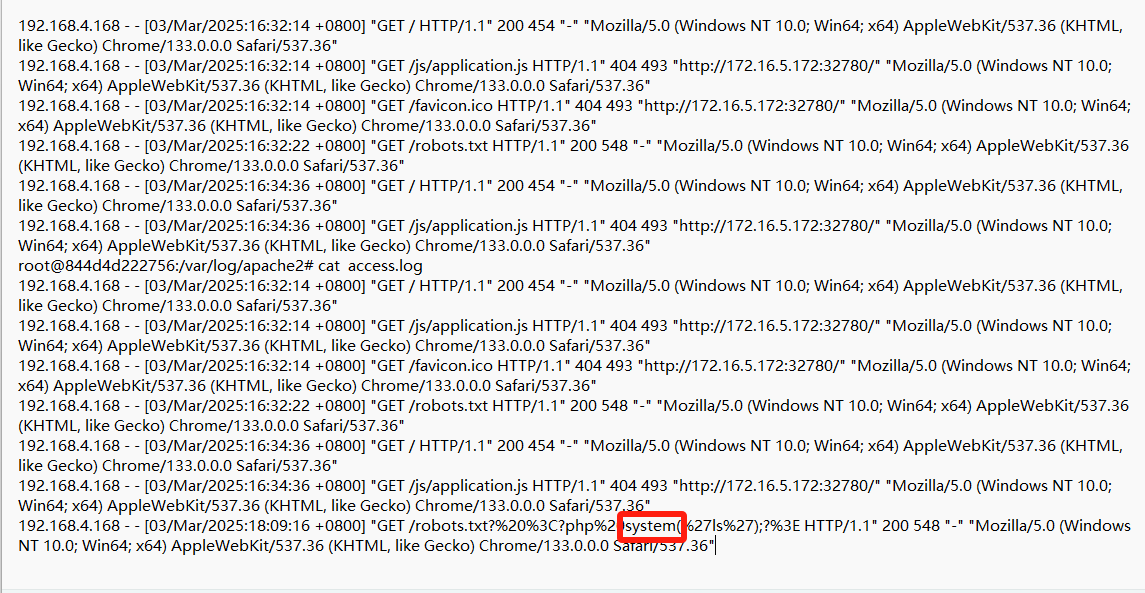 192.168.4.168 - - [03/Mar/2025:16:32:14 +0800] "GET / HTTP/1.1" 200 454 "-" "Mozilla/5.0 (Windows NT 10.0; Win64; x64) AppleWebKit/537.36 (KHTML,
like Gecko) Chrome/133.0.0.0 Safari/537.36"
192.168.4.168 - - [03/Mar/2025:16:32:14 +0800] "GET /js/application.js HTTP/1.1" 404 493 "http://172.16.5.172:32780/" "Mozilla/5.0 (Windows NT 10.0;
Win64; x64) AppleWebKit/537.36 (KHTML, like Gecko) Chrome/133.0.0.0 Safari/537.36"
192.168.4.168 - - [03/Mar/2025:16:32:14 +0800] "GET /favicon.ico HTTP/1.1" 404 493 "http://172.16.5.172:32780/" "Mozilla/5.0 (Windows NT 10.0; Win64;
x64) AppleWebKit/537.36 (KHTML, like Gecko) Chrome/133.0.0.0 Safari/537.36"
192.168.4.168 - - [03/Mar/2025:16:32:22 +0800] "GET /robots.txt HTTP/1.1" 200 548 "-" "Mozilla/5.0 (Windows NT 10.0; Win64; x64) AppleWebKit/537.36
(KHTML, like Gecko) Chrome/133.0.0.0 Safari/537.36"
192.168.4.168 - - [03/Mar/2025:16:34:36 +0800] "GET / HTTP/1.1" 200 454 "-" "Mozilla/5.0 (Windows NT 10.0; Win64; x64) AppleWebKit/537.36 (KHTML,
like Gecko) Chrome/133.0.0.0 Safari/537.36"
192.168.4.168 - - [03/Mar/2025:16:34:36 +0800] "GET /js/application.js HTTP/1.1" 404 493 "http://172.16.5.172:32780/" "Mozilla/5.0 (Windows NT 10.0;
Win64; x64) AppleWebKit/537.36 (KHTML, like Gecko) Chrome/133.0.0.0 Safari/537.36"
root@844d4d222756:/var/log/apache2# cat  access.log
192.168.4.168 - - [03/Mar/2025:16:32:14 +0800] "GET / HTTP/1.1" 200 454 "-" "Mozilla/5.0 (Windows NT 10.0; Win64; x64) AppleWebKit/537.36 (KHTML,
like Gecko) Chrome/133.0.0.0 Safari/537.36"
192.168.4.168 - - [03/Mar/2025:16:32:14 +0800] "GET /js/application.js HTTP/1.1" 404 493 "http://172.16.5.172:32780/" "Mozilla/5.0 (Windows NT 10.0;
Win64; x64) AppleWebKit/537.36 (KHTML, like Gecko) Chrome/133.0.0.0 Safari/537.36"
192.168.4.168 - - [03/Mar/2025:16:32:14 +0800] "GET /favicon.ico HTTP/1.1" 404 493 "http://172.16.5.172:32780/" "Mozilla/5.0 (Windows NT 10.0; Win64;
x64) AppleWebKit/537.36 (KHTML, like Gecko) Chrome/133.0.0.0 Safari/537.36"
192.168.4.168 - - [03/Mar/2025:16:32:22 +0800] "GET /robots.txt HTTP/1.1" 200 548 "-" "Mozilla/5.0 (Windows NT 10.0; Win64; x64) AppleWebKit/537.36
(KHTML, like Gecko) Chrome/133.0.0.0 Safari/537.36"
192.168.4.168 - - [03/Mar/2025:16:34:36 +0800] "GET / HTTP/1.1" 200 454 "-" "Mozilla/5.0 (Windows NT 10.0; Win64; x64) AppleWebKit/537.36 (KHTML,
like Gecko) Chrome/133.0.0.0 Safari/537.36"
192.168.4.168 - - [03/Mar/2025:16:34:36 +0800] "GET /js/application.js HTTP/1.1" 404 493 "http://172.16.5.172:32780/" "Mozilla/5.0 (Windows NT 10.0;
Win64; x64) AppleWebKit/537.36 (KHTML, like Gecko) Chrome/133.0.0.0 Safari/537.36"
192.168.4.168 - - [03/Mar/2025:18:09:16 +0800] "GET /robots.txt?%20%3C?php%20system(%27ls%27);?%3E HTTP/1.1" 200 548 "-" "Mozilla/5.0 (Windows
NT 10.0; Win64; x64) AppleWebKit/537.36 (KHTML, like Gecko) Chrome/133.0.0.0 Safari/537.36"